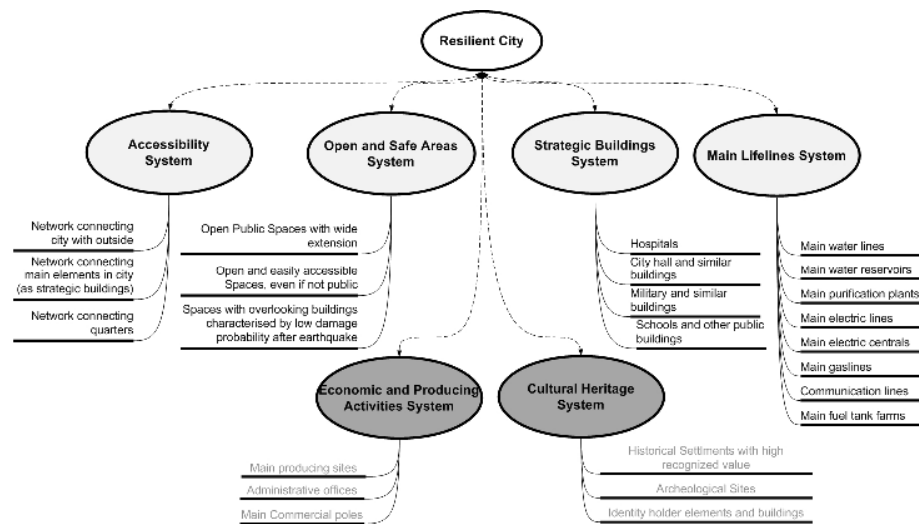 Resilient City
Accessibility
System
Open and Safe Areas
System
Strategic Buildings
System
Main Lifelines System
Network connecting
city with outside
Network connecting
main elements in city
(as strategic buildings)
Network connecting
quarters
Open Public Spaces with wide
extension
Open and easily accessible
Spaces, even if not public
Spaces with overlooking buildings
characterised by low damage
probability after earthquake
Hospitals
City hall and similar
buildings
Military and similar
buildings
Schools and other public
buildings
Main water lines
Main water reservoirs
Main purification plants
Main electric lines
Main electric centrals
Main gaslines
Communication lines
Main fuel tank farms
Economic and Producing
Activities System
Cultural Heritage
System
Main producing sites
Administrative offices
Main Commercial poles
Historical Settlments with high
recognized value
Archeological Sites
Identity holder elements and buildings